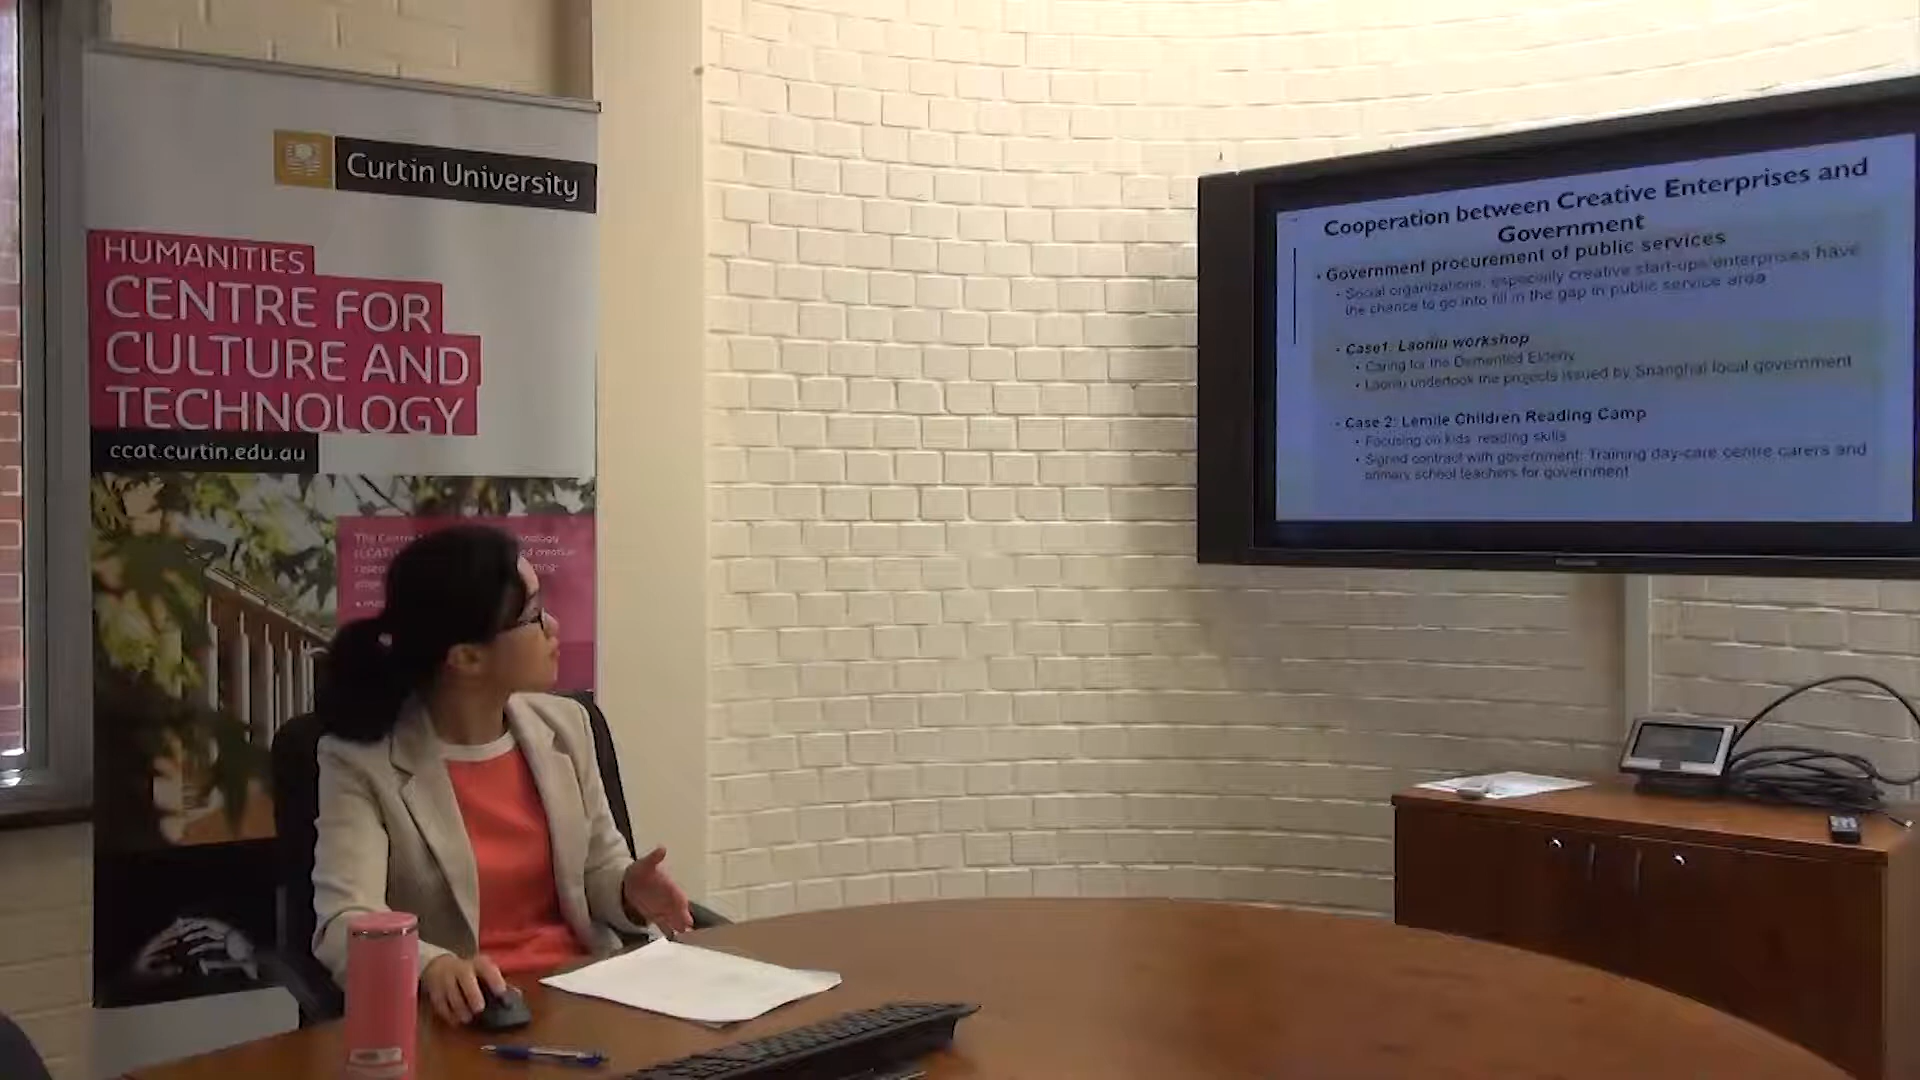 Curtin University
HUMANITIES
CENTRE FOR
CULTURE AND
TECHNOLOGY
ccat.curtin.edu.au
The Centre
(CCAT)
Cooperation between Creative Enterprises and
Government
• Government procurement of public services
• Social organizations, especially creative start-ups/enterprises have
the chance to go into fill in the gap in public service area
• Case1: Laoniu workshop
• Caring for the Demented Elderly
• Laoniu undertook the projects issued by Shanghai local government
• Case 2: Lemile Children Reading Camp
• Focusing on kids' reading skills
• Signed contract with government: Training day-care centre carers and
primary school teachers for government